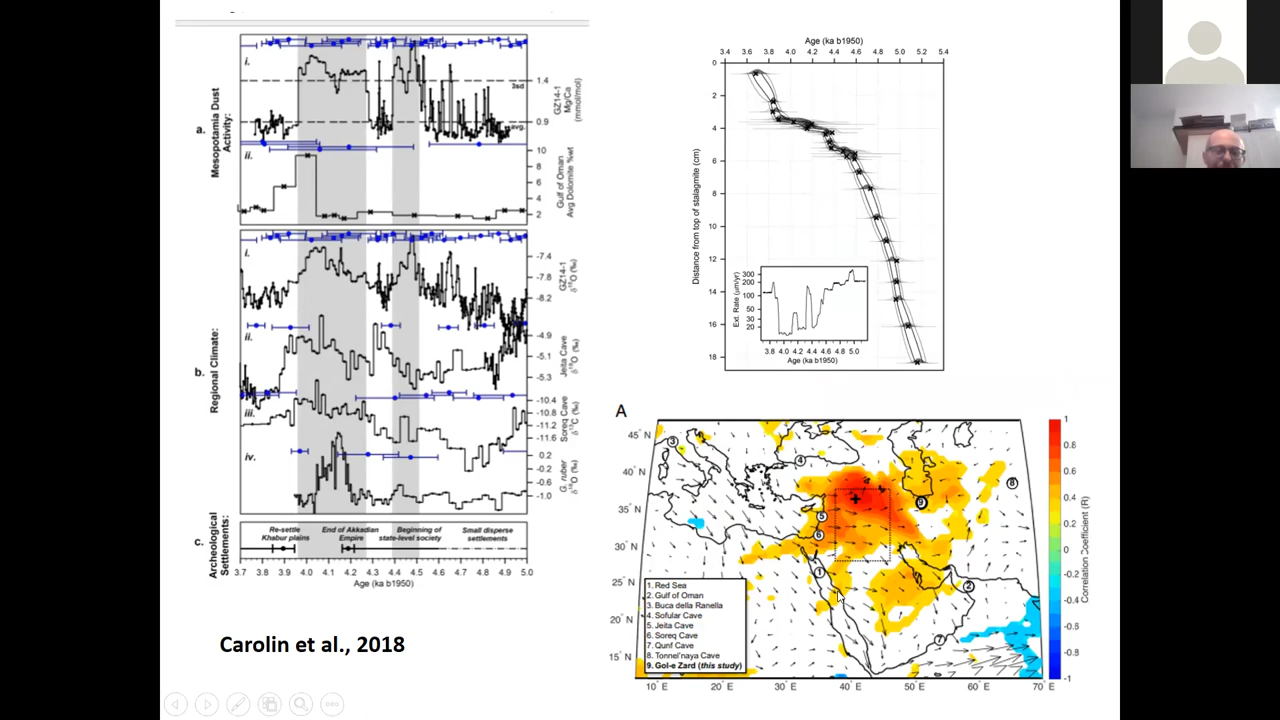 a.
Mesopotamia Dust
Activity:
i.
1.4
3sd
0.9
avg.
GZ14-1
Mg/Ca
(mmol/mol)
ii.
10
8
6
4
2
Gulf of Oman
Avg Dolomite %wt
b.
Regional Climate:
i.
-7.4
-7.8
-8.2
GZ14-1
δ18O (‰)
ii.
-4.9
-5.1
-5.3
Jeita Cave
δ18O (‰)
iii.
-10.4
-10.8
-11.2
-11.6
Soreq Cave
δ13C (‰)
iv.
0.2
-0.2
-0.6
-1.0
G. ruber
δ18O (‰)
c.
Archeological
Settlements:
Re-settle
Khabur plains
End of Akkadian
Empire
Beginning of
state-level society
Small disperse
settlements
3.7 3.8 3.9 4.0 4.1 4.2 4.3 4.4 4.5 4.6 4.7 4.8 4.9 5.0
Age (ka b1950)
Carolin et al., 2018
Age (ka b1950)
3.4 3.6 3.8 4.0 4.2 4.4 4.6 4.8 5.0 5.2 5.4
0
2
4
6
8
10
12
14
16
18
Distance from top of stalagmite (cm)
Ext. Rate (μm/yr)
300
200
100
50
30
20
3.8 4.0 4.2 4.4 4.6 4.8 5.0
Age (ka b1950)
A
45° N
40° N
35° N
30° N
25° N
20° N
15° N
10° E 20° E 30° E 40° E 50° E 60° E 70° E
3
4
8
9
5
6
1
2
7
1. Red Sea
2. Gulf of Oman
3. Buca della Ranella
4. Sofular Cave
5. Jeita Cave
6. Soreq Cave
7. Qunf Cave
8. Tonnel'naya Cave
9. Gol-e Zard (this study)
1
0.8
0.6
0.4
0.2
0
-0.2
-0.4
-0.6
-0.8
-1
Correlation Coefficient (R)